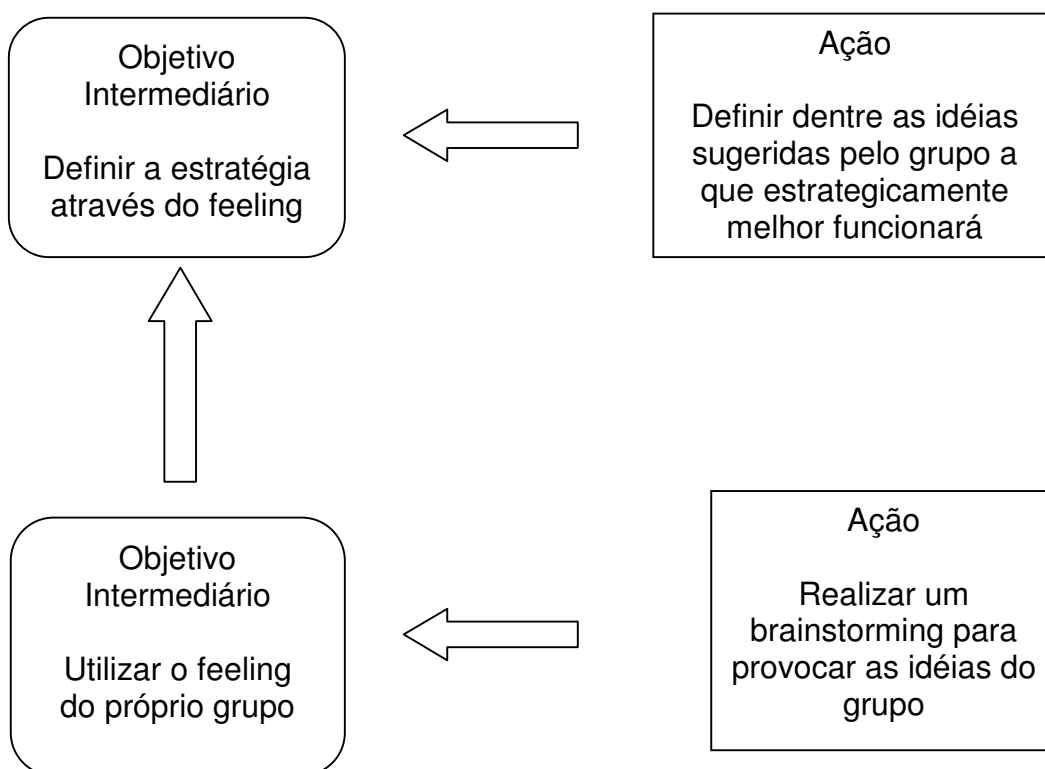 Objetivo
Intermediário
Definir a estratégia
através do feeling
Ação
Definir dentre as idéias
sugeridas pelo grupo a
que estrategicamente
melhor funcionará
Objetivo
Intermediário
Utilizar o feeling
do próprio grupo
Ação
Realizar um
brainstorming para
provocar as idéias do
grupo